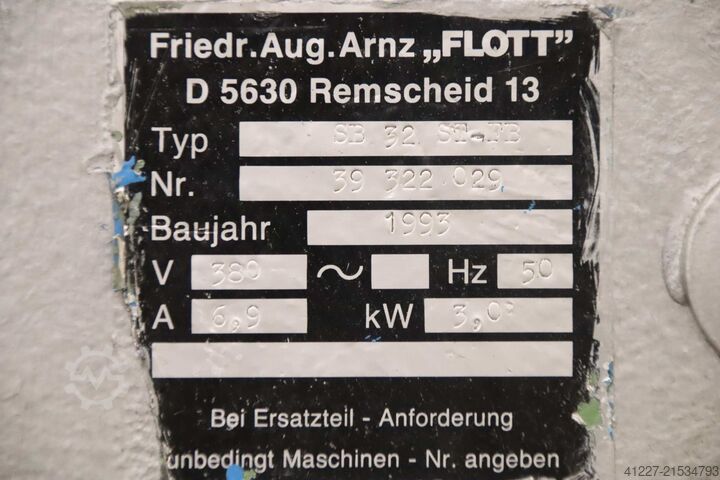 Friedr. Aug. Arnz „FLOTT”
D 5630 Remscheid 13
Typ SB 32 ST-FB
Nr. 39 322 029
Baujahr 1993
V 380 ~ Hz 50
A 6,9 kW 3,0
Bei Ersatzteil - Anforderung
unbedingt Maschinen - Nr. angeben
41227-21534793